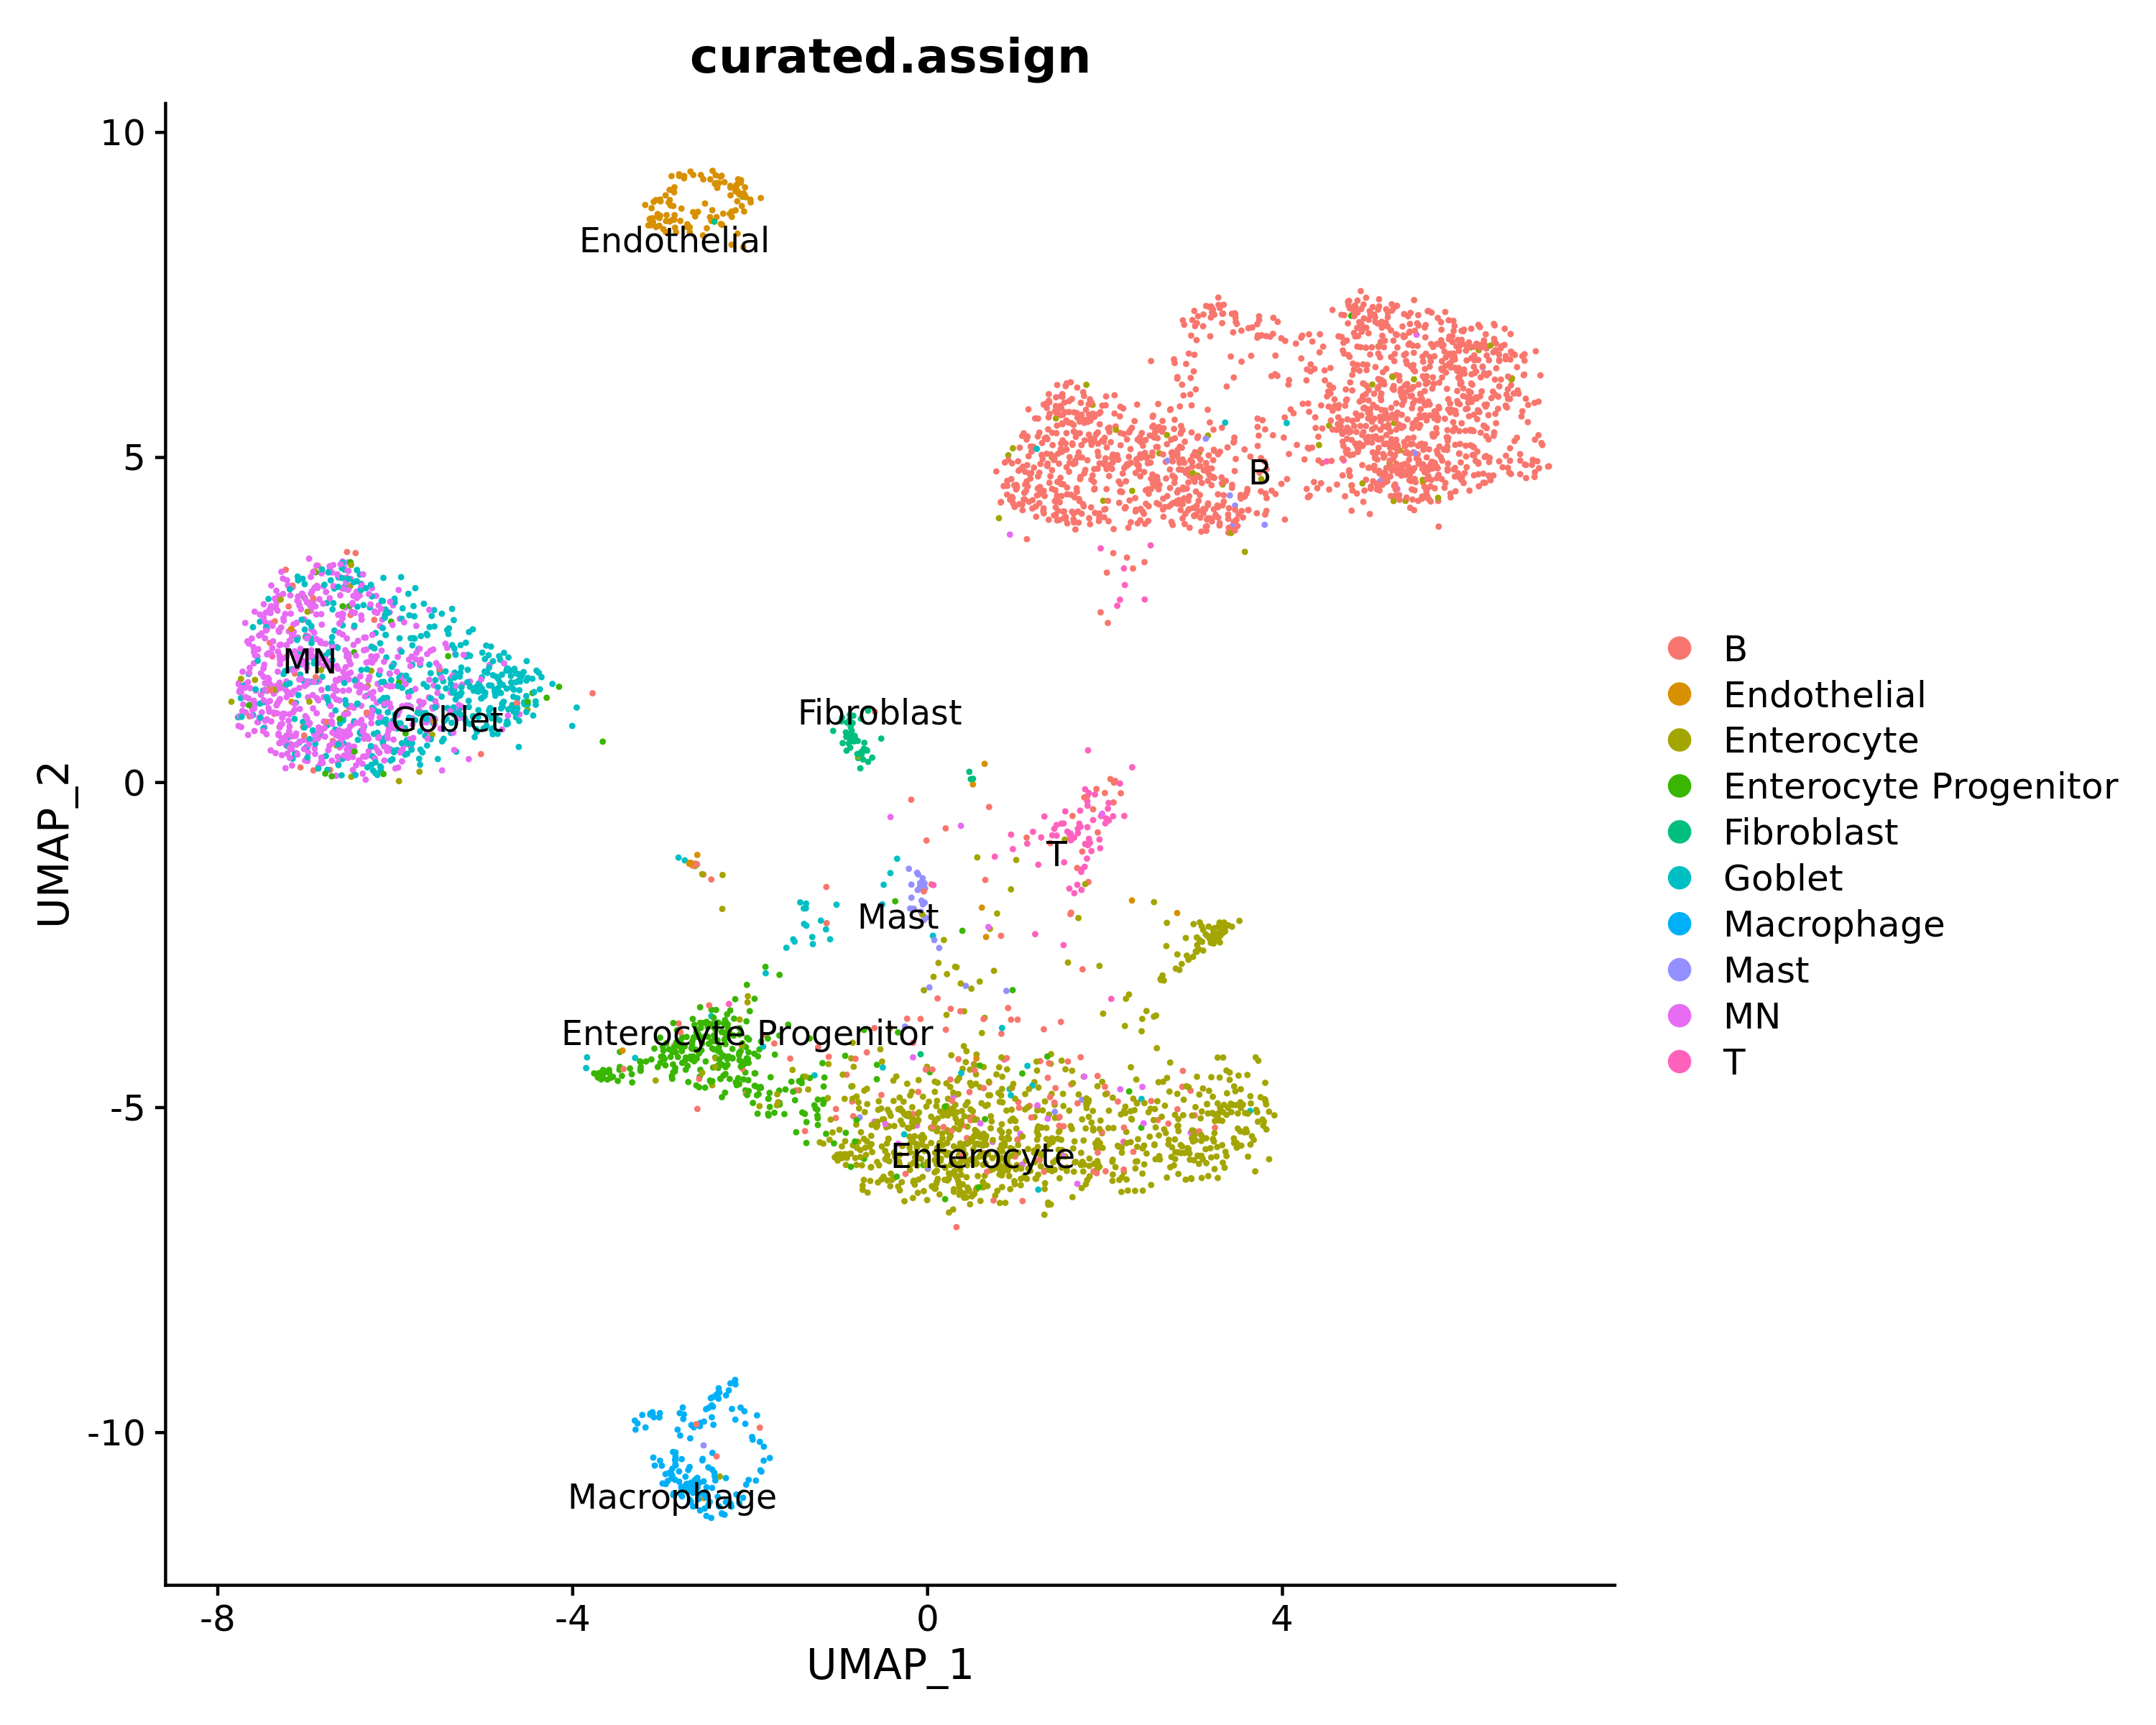 curated.assign
10
5
0
-5
-10
UMAP_2
Endothelial
B
MN
Goblet
Fibroblast
T
Mast
Enterocyte Progenitor
Enterocyte
Macrophage
-8
-4
0
4
UMAP_1
B
Endothelial
Enterocyte
Enterocyte Progenitor
Fibroblast
Goblet
Macrophage
Mast
MN
T